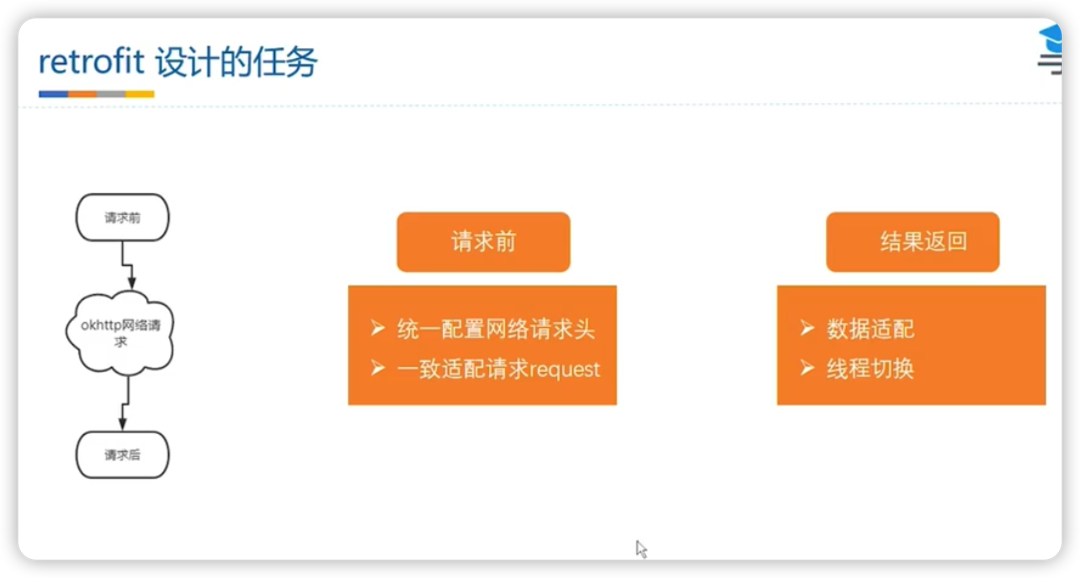 retrofit 设计的任务
请求前
okhttp网络请
求
请求后
请求前
统一配置网络请求头
一致适配请求request
结果返回
数据适配
线程切换